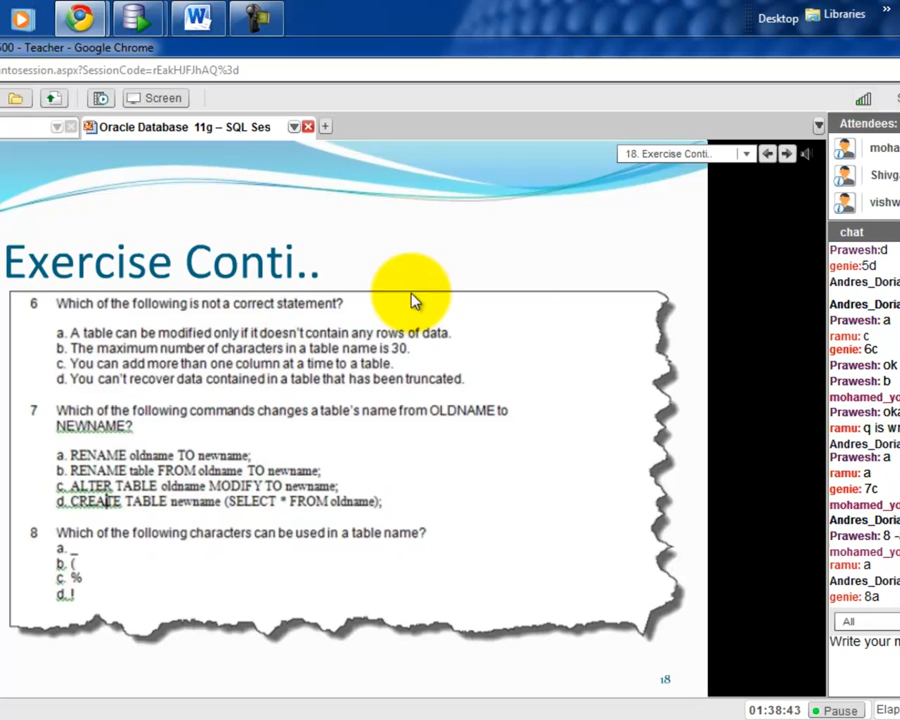 Desktop
Libraries
»
500 - Teacher - Google Chrome
intosession.aspx?SessionCode=rEakHJFJhAQ%3d
Screen
Oracle Database 11g – SQL Ses
18. Exercise Conti..
Exercise Conti..
6 Which of the following is not a correct statement?
a. A table can be modified only if it doesn't contain any rows of data.
b. The maximum number of characters in a table name is 30.
c. You can add more than one column at a time to a table.
d. You can't recover data contained in a table that has been truncated.
7 Which of the following commands changes a table's name from OLDNAME to
NEWNAME?
a. RENAME oldname TO newname;
b. RENAME table FROM oldname TO newname;
c. ALTER TABLE oldname MODIFY TO newname;
d. CREATE TABLE newname (SELECT * FROM oldname);
8 Which of the following characters can be used in a table name?
a. _
b. (
c. %
d. !
18
Attendees:
moha
Shivga
vishw
chat
Prawesh:d
genie:5d
Andres_Doria
Andres_Doria
Prawesh: a
ramu: c
genie: 6c
Prawesh: ok
Prawesh: b
mohamed_yo
Prawesh: oka
ramu: q is wr
Andres_Doria
Prawesh: a
ramu: a
genie: 7c
mohamed_yo
Andres_Doria
Prawesh: 8 -a
mohamed_yo
ramu: a
Andres_Doria
genie: 8a
All
Write your m
01:38:43
Pause
Elap